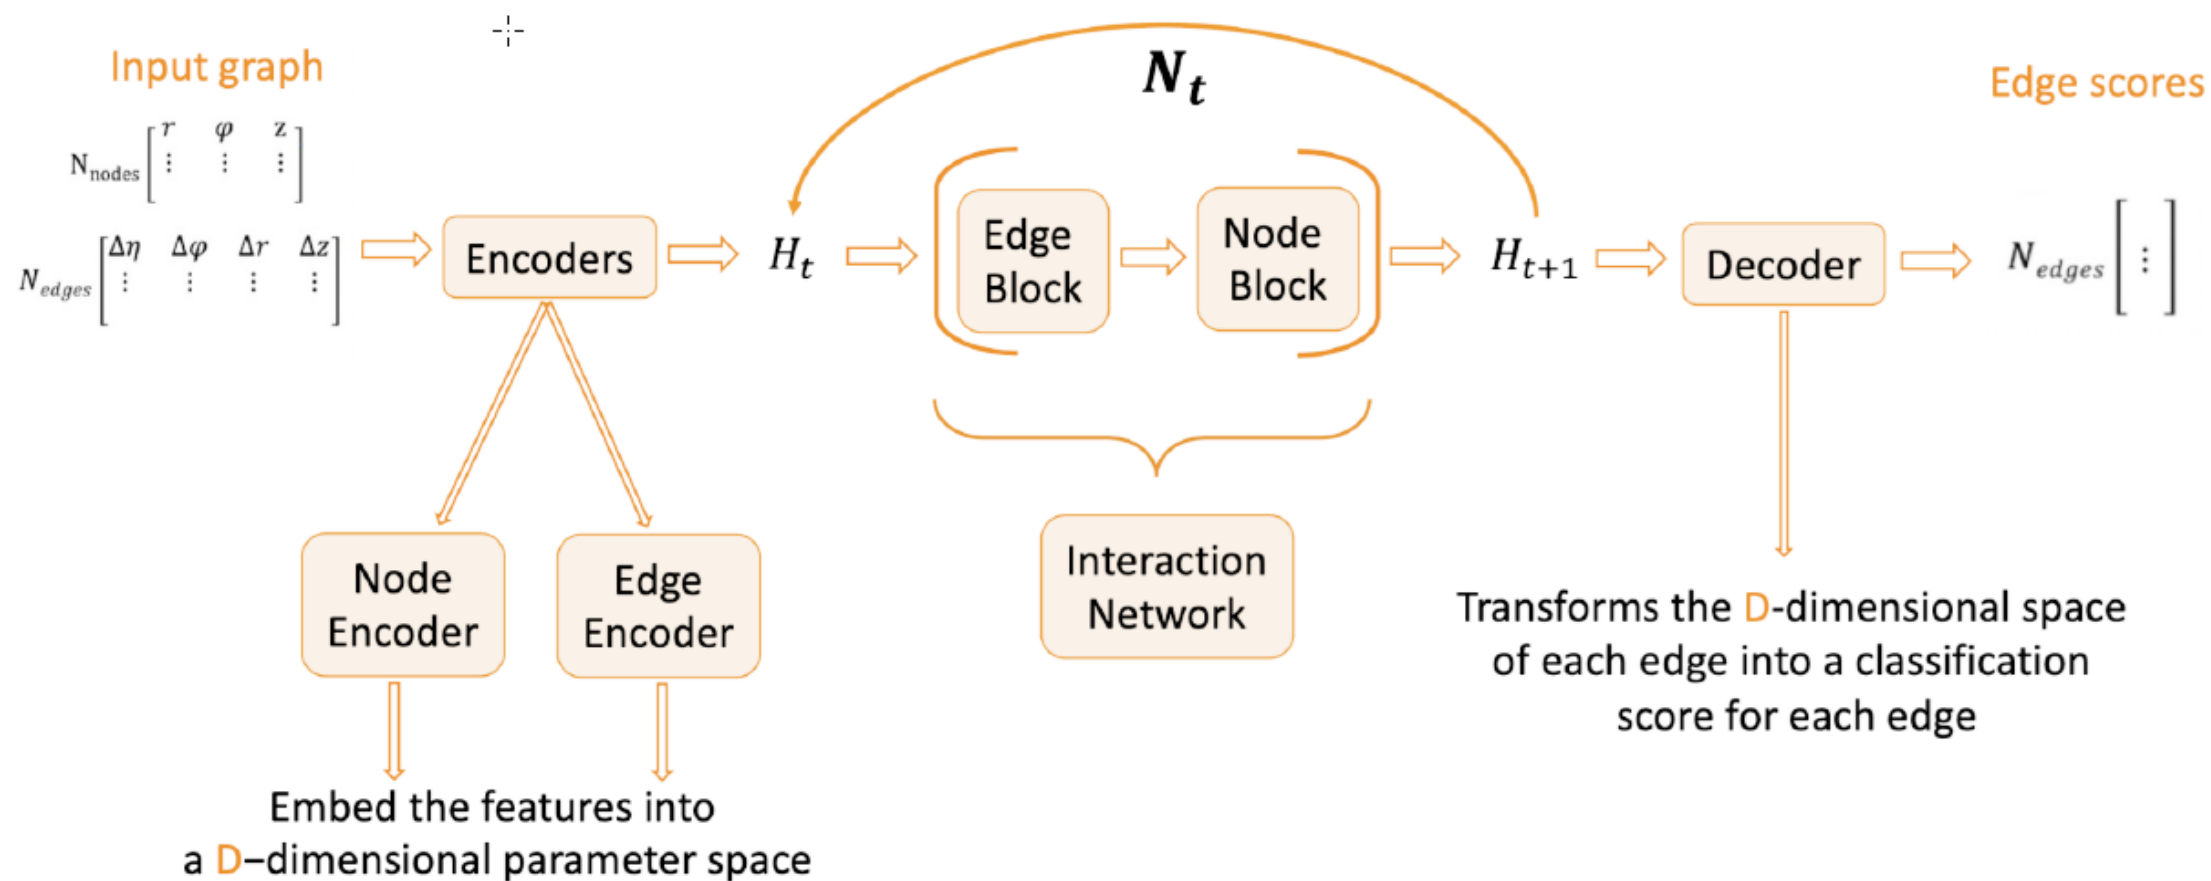 Input graph
N_nodes [r φ z
⋮ ⋮ ⋮]
N_edges [Δη Δφ Δr Δz
⋮ ⋮ ⋮ ⋮]
Encoders
H_t
N_t
Edge
Block
Node
Block
H_{t+1}
Decoder
Edge scores
N_edges [⋮]
Node
Encoder
Edge
Encoder
Embed the features into
a D–dimensional parameter space
Interaction
Network
Transforms the D-dimensional space
of each edge into a classification
score for each edge